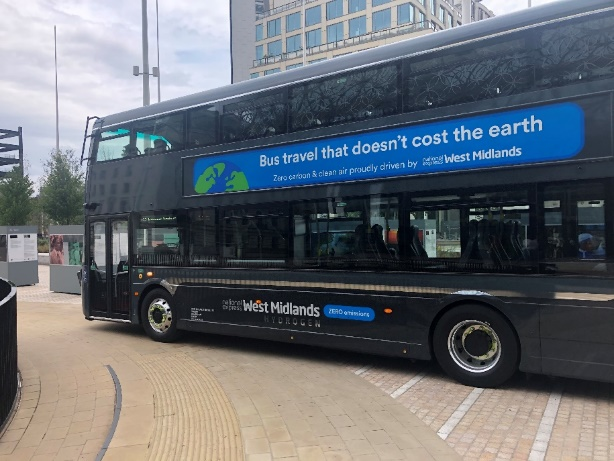 Bus travel that doesn't cost the earth
Zero carbon & clean air proudly driven by national express West Midlands
national express West Midlands
HYDROGEN
ZERO emissions